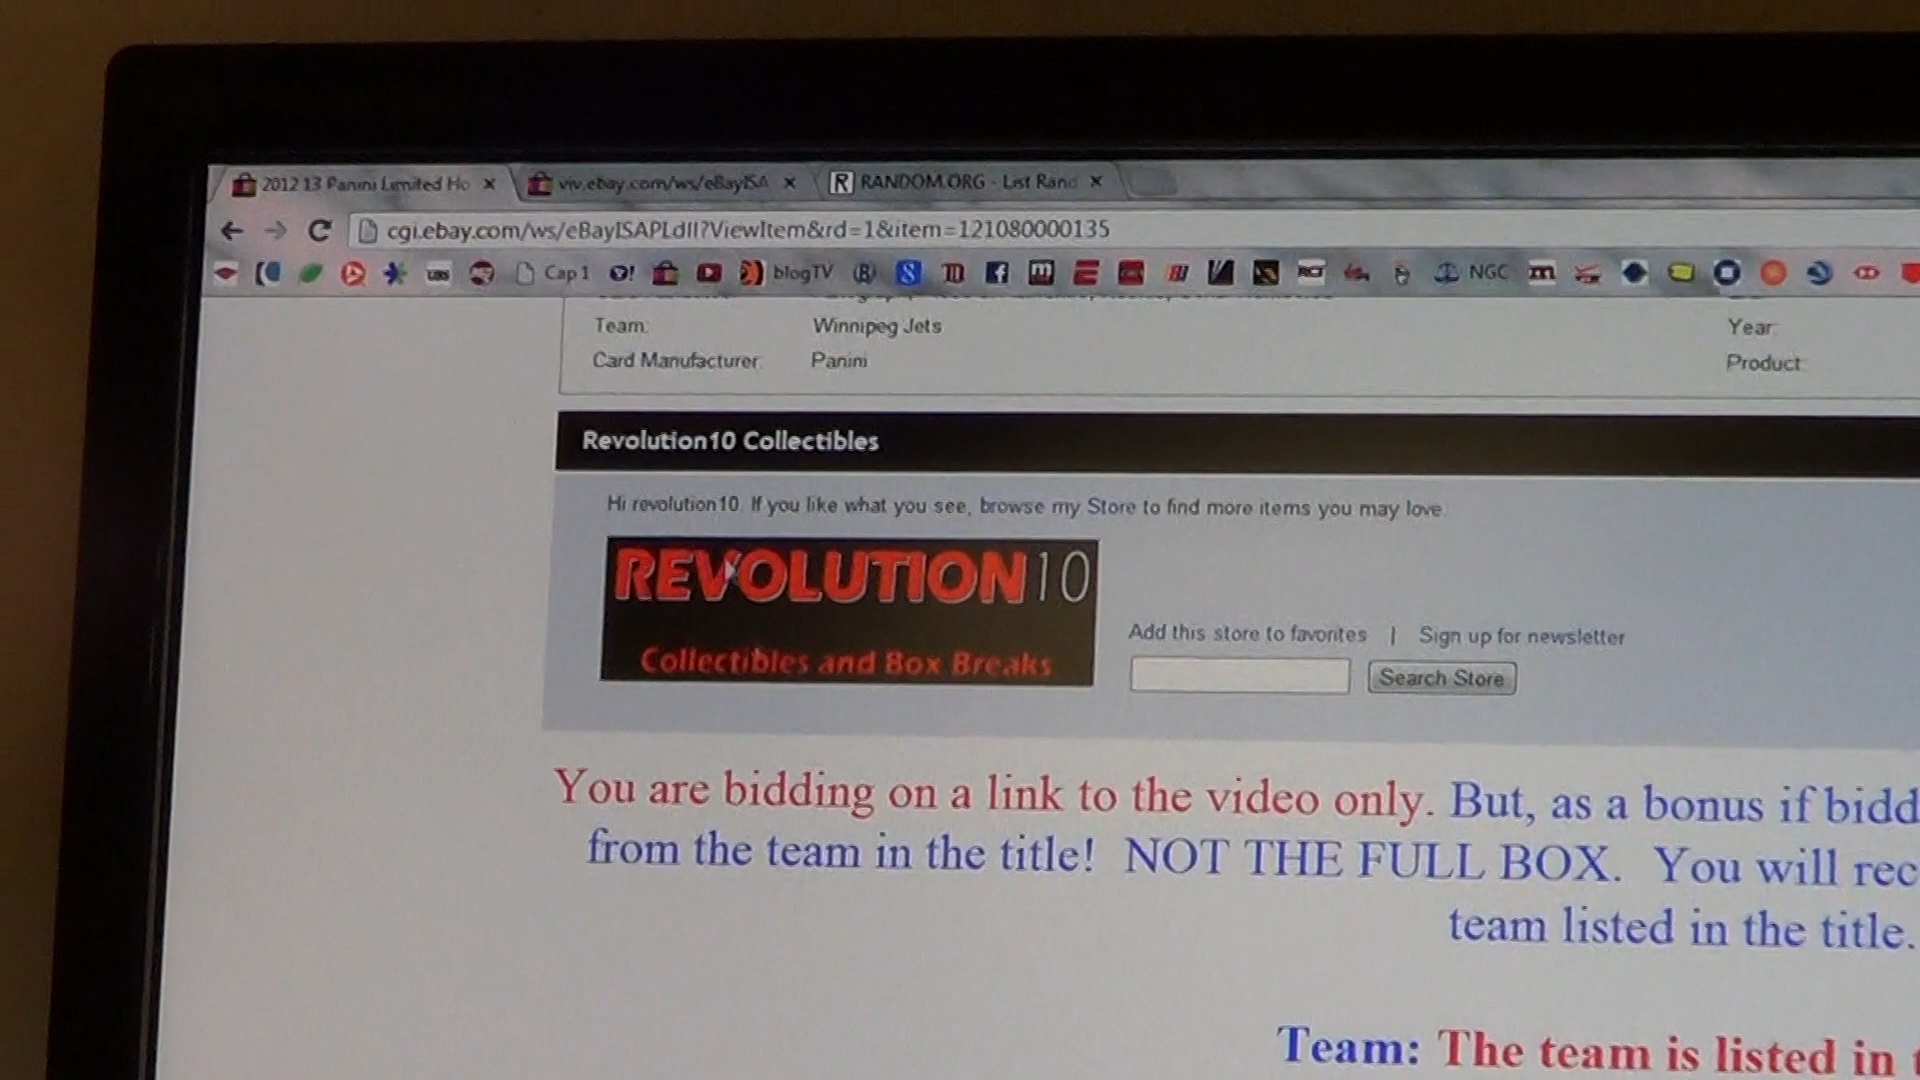 2012 13 Panini Limited Ho
viv.ebay.com/ws/eBayISA
RANDOM.ORG - List Rand
cgi.ebay.com/ws/eBayISAPI.dll?ViewItem&rd=1&item=121080000135
Cap 1
blogTV
NGC
Team: Winnipeg Jets Year:
Card Manufacturer: Panini Product:
Revolution10 Collectibles
Hi revolution10. If you like what you see, browse my Store to find more items you may love.
REVOLUTION10
Collectibles and Box Breaks
Add this store to favorites | Sign up for newsletter
Search Store
You are bidding on a link to the video only. But, as a bonus if bidd
from the team in the title! NOT THE FULL BOX. You will rec
team listed in the title.
Team: The team is listed in t